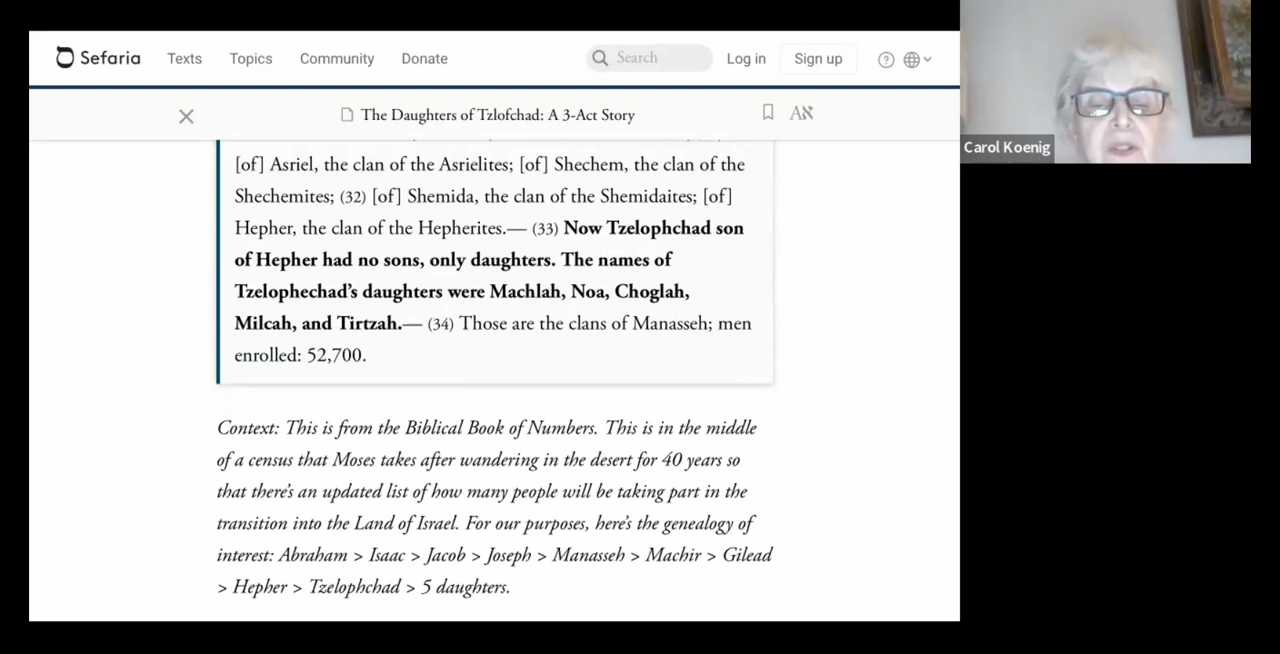 Sefaria Texts Topics Community Donate Search Log in Sign up
The Daughters of Tzlofchad: A 3-Act Story
[of] Asriel, the clan of the Asrielites; [of] Shechem, the clan of the
Shechemites; (32) [of] Shemida, the clan of the Shemidaites; [of]
Hepher, the clan of the Hepherites.— (33) Now Tzelophchad son
of Hepher had no sons, only daughters. The names of
Tzelophechad’s daughters were Machlah, Noa, Choglah,
Milcah, and Tirtzah.— (34) Those are the clans of Manasseh; men
enrolled: 52,700.
Context: This is from the Biblical Book of Numbers. This is in the middle
of a census that Moses takes after wandering in the desert for 40 years so
that there’s an updated list of how many people will be taking part in the
transition into the Land of Israel. For our purposes, here’s the genealogy of
interest: Abraham > Isaac > Jacob > Joseph > Manasseh > Machir > Gilead
> Hepher > Tzelophchad > 5 daughters.
Carol Koenig